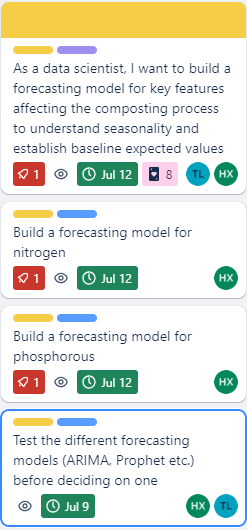 As a data scientist, I want to build a
forecasting model for key features
affecting the composting process
to understand seasonality and
establish baseline expected values
1 Jul 12 8 TL HX
Build a forecasting model for
nitrogen
1 Jul 12 HX
Build a forecasting model for
phosphorous
1 Jul 12 HX
Test the different forecasting
models (ARIMA, Prophet etc.)
before deciding on one
Jul 9 HX TL